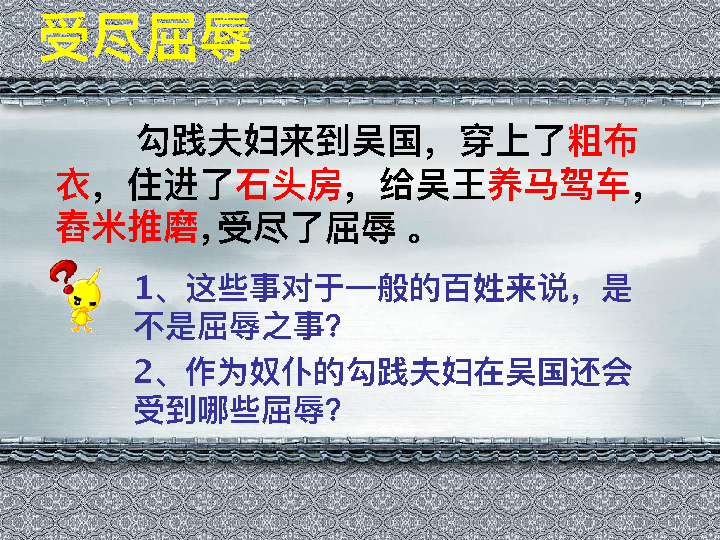 受尽屈辱
勾践夫妇来到吴国，穿上了粗布
衣，住进了石头房，给吴王养马驾车，
舂米推磨，受尽了屈辱 。
1、这些事对于一般的百姓来说，是
不是屈辱之事？
2、作为奴仆的勾践夫妇在吴国还会
受到哪些屈辱？